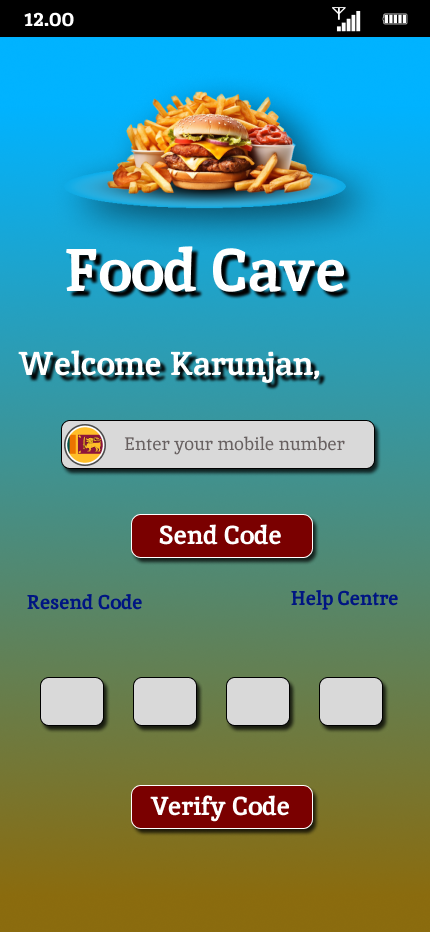 12.00
Food Cave
Welcome Karunjan,
Enter your mobile number
Send Code
Resend Code
Help Centre
Verify Code